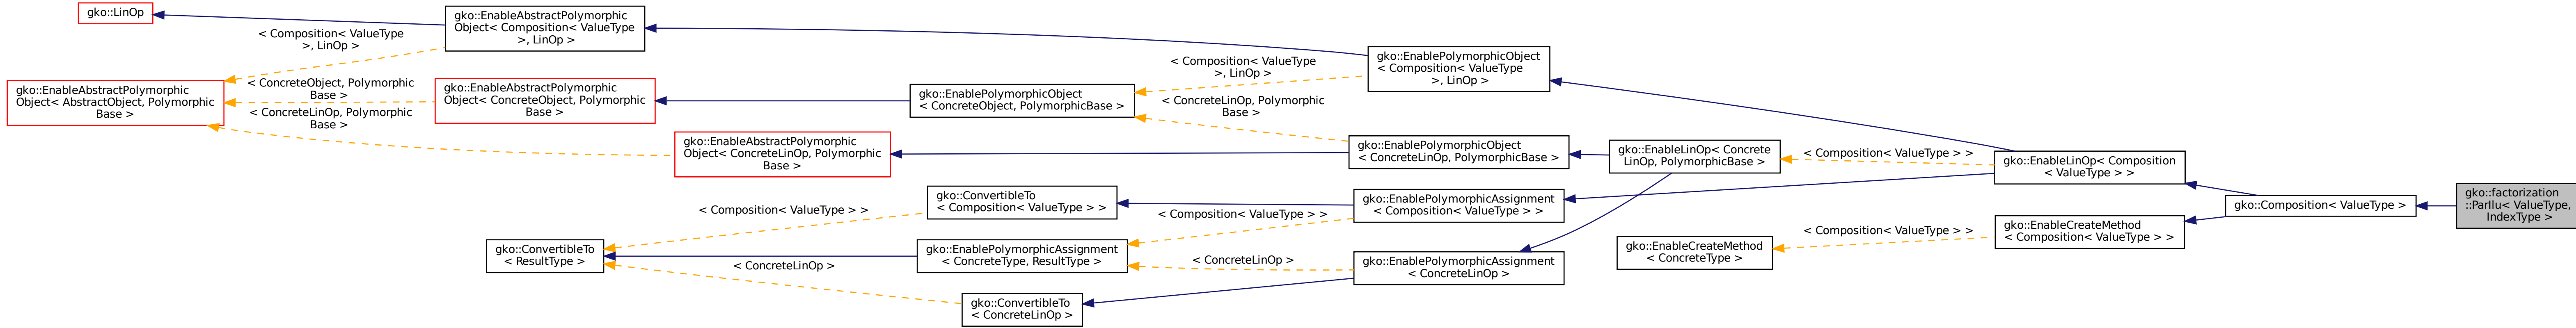 gko::LinOp
gko::EnableAbstractPolymorphic
Object< Composition< ValueType
>, LinOp >
< Composition< ValueType
>, LinOp >
gko::EnableAbstractPolymorphic
Object< AbstractObject, Polymorphic
Base >
< ConcreteObject, Polymorphic
Base >
< ConcreteLinOp, Polymorphic
Base >
gko::EnableAbstractPolymorphic
Object< ConcreteObject, Polymorphic
Base >
gko::EnableAbstractPolymorphic
Object< ConcreteLinOp, Polymorphic
Base >
gko::EnablePolymorphicObject
< ConcreteObject, PolymorphicBase >
< Composition< ValueType
>, LinOp >
< ConcreteLinOp, Polymorphic
Base >
gko::EnablePolymorphicObject
< Composition< ValueType
>, LinOp >
gko::EnablePolymorphicObject
< ConcreteLinOp, PolymorphicBase >
gko::EnableLinOp< Concrete
LinOp, PolymorphicBase >
< Composition< ValueType > >
gko::EnableLinOp< Composition
< ValueType > >
gko::ConvertibleTo
< ResultType >
< Composition< ValueType > >
< ConcreteLinOp >
gko::ConvertibleTo
< Composition< ValueType > >
gko::EnablePolymorphicAssignment
< ConcreteType, ResultType >
gko::ConvertibleTo
< ConcreteLinOp >
< Composition< ValueType > >
< ConcreteLinOp >
gko::EnablePolymorphicAssignment
< Composition< ValueType > >
gko::EnablePolymorphicAssignment
< ConcreteLinOp >
gko::EnableCreateMethod
< ConcreteType >
< Composition< ValueType > >
gko::EnableCreateMethod
< Composition< ValueType > >
gko::Composition< ValueType >
gko::factorization
::ParIlu< ValueType,
IndexType >